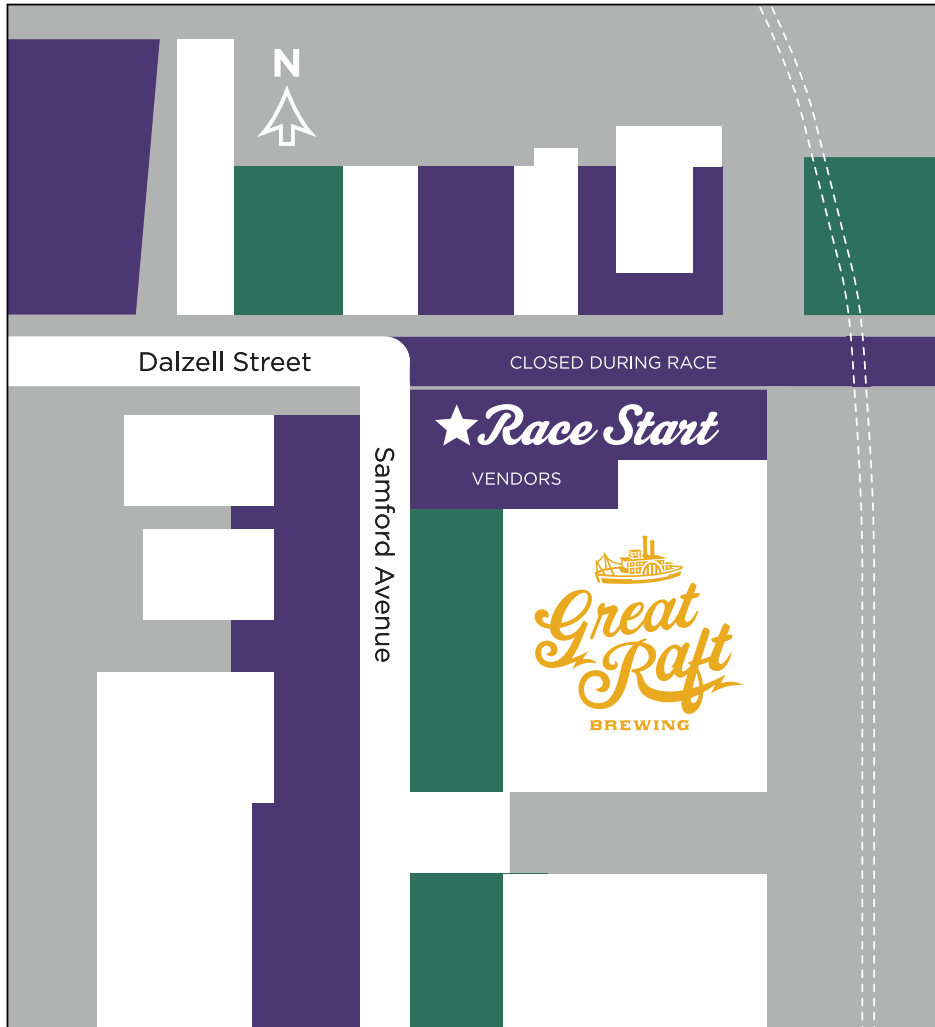 N
Dalzell Street
CLOSED DURING RACE
Race Start
VENDORS
Samford Avenue
Great
Raft
BREWING